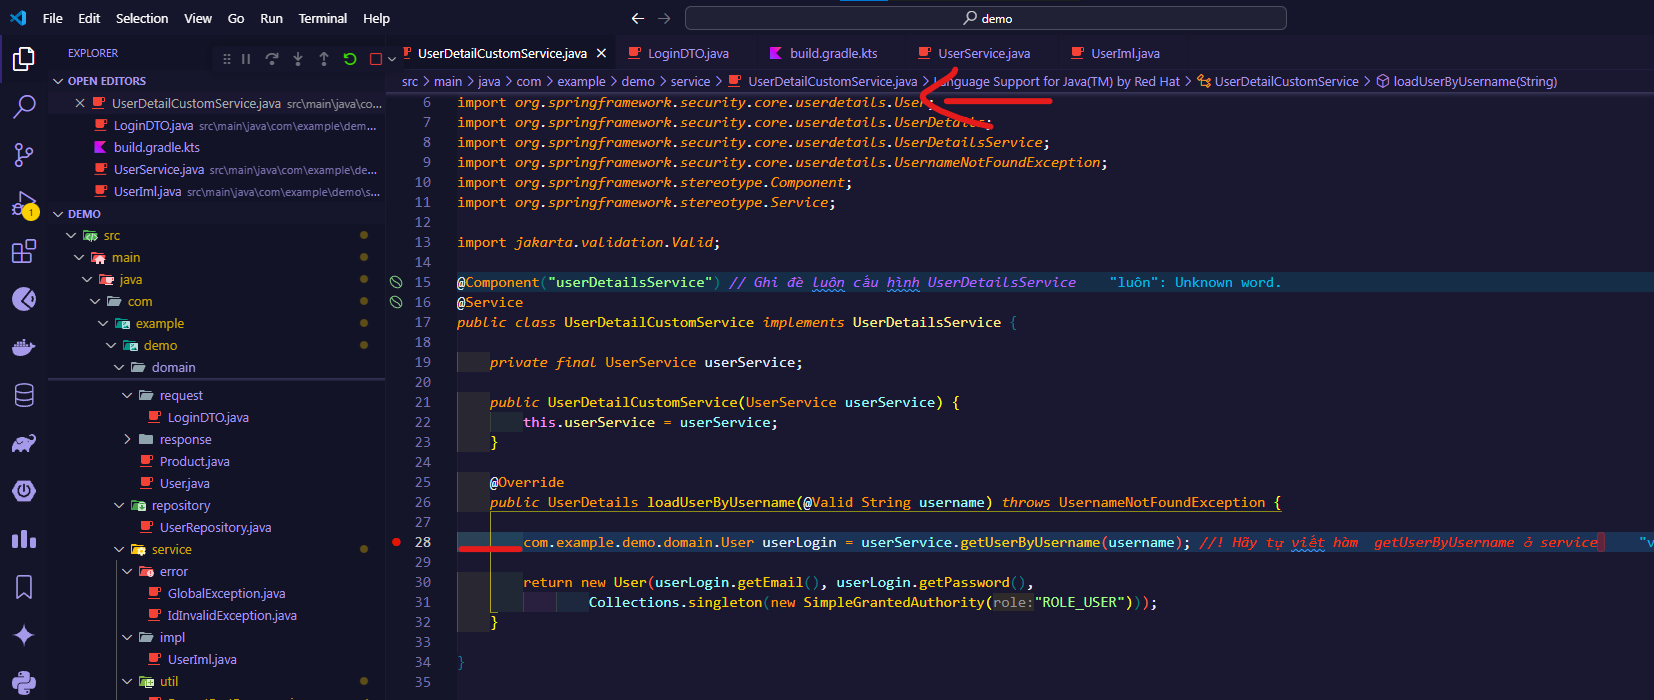 File Edit Selection View Go Run Terminal Help
demo
EXPLORER
UserDetailCustomService.java
LoginDTO.java
build.gradle.kts
UserService.java
UserIml.java
src > main > java > com > example > demo > service > UserDetailCustomService.java > Language Support for Java(TM) by Red Hat > UserDetailCustomService > loadUserByUsername(String)
OPEN EDITORS
UserDetailCustomService.java src\main\java\co...
LoginDTO.java src\main\java\com\example\dem...
build.gradle.kts
UserService.java src\main\java\com\example\de...
UserIml.java src\main\java\com\example\demo\s...
1
DEMO
src
main
java
com
example
demo
domain
request
LoginDTO.java
response
Product.java
User.java
repository
UserRepository.java
service
error
GlobalException.java
IdInvalidException.java
impl
UserIml.java
util
6 import org.springframework.security.core.userdetails.User;
7 import org.springframework.security.core.userdetails.UserDetails;
8 import org.springframework.security.core.userdetails.UserDetailsService;
9 import org.springframework.security.core.userdetails.UsernameNotFoundException;
10 import org.springframework.stereotype.Component;
11 import org.springframework.stereotype.Service;
12
13 import jakarta.validation.Valid;
14
15 @Component("userDetailsService") // Ghi đè luôn cấu hình UserDetailsService "luôn": Unknown word.
16 @Service
17 public class UserDetailCustomService implements UserDetailsService {
18
19 private final UserService userService;
20
21 public UserDetailCustomService(UserService userService) {
22 this.userService = userService;
23 }
24
25 @Override
26 public UserDetails loadUserByUsername(@Valid String username) throws UsernameNotFoundException {
27
28 com.example.demo.domain.User userLogin = userService.getUserByUsername(username); //! Hãy tự viết hàm getUserByUsername ở service "v
29
30 return new User(userLogin.getEmail(), userLogin.getPassword(),
31 Collections.singleton(new SimpleGrantedAuthority(role:"ROLE_USER")));
32 }
33
34 }
35